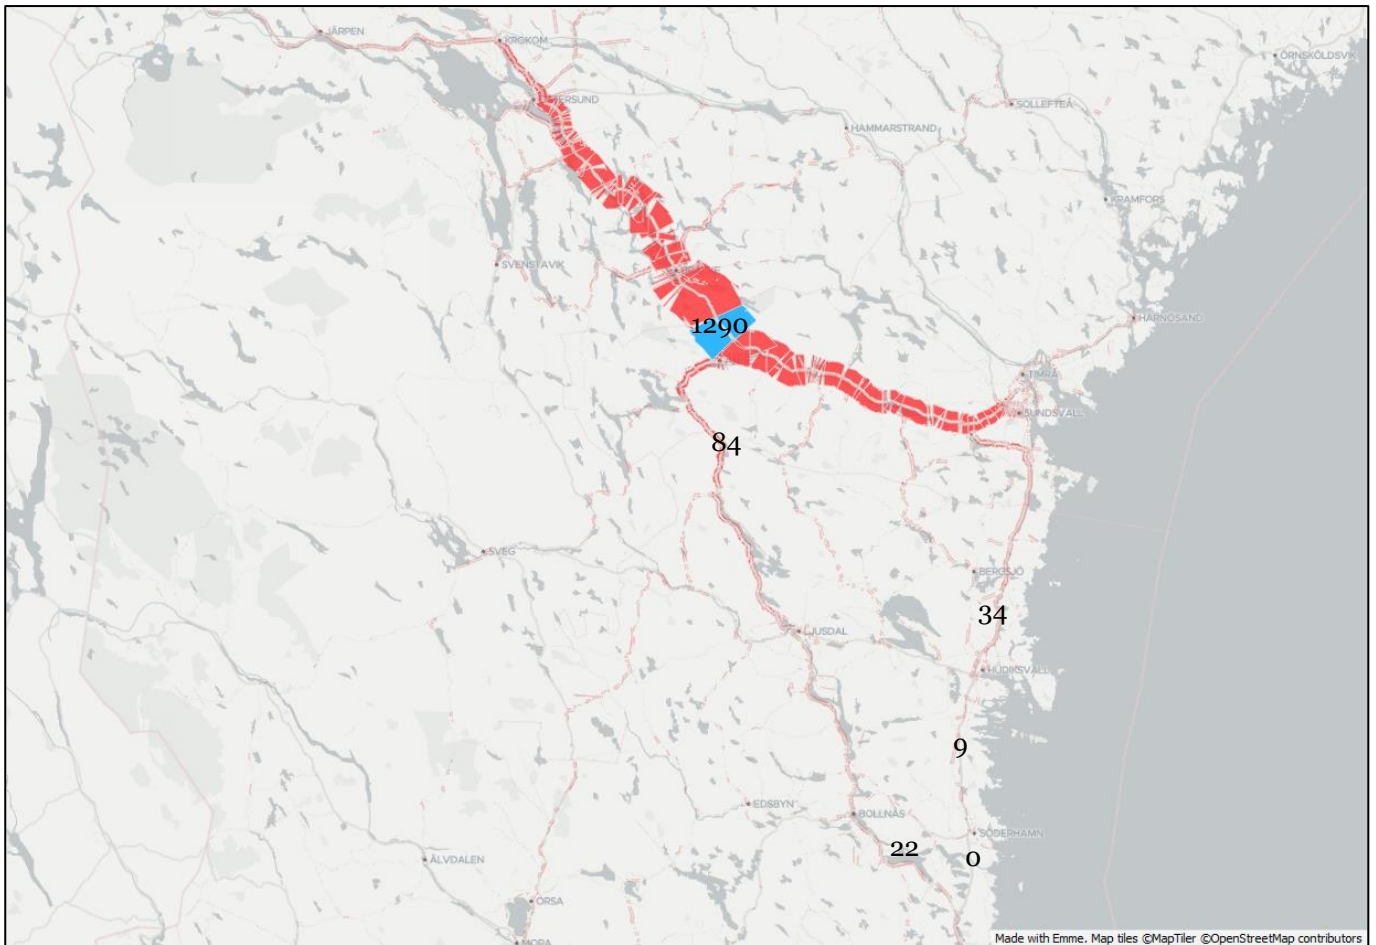 JÄRPEN
KROKOM
ÖRNSKÖLDSVIK
ERSUND
SOLLEFTEÅ
HAMMARSTRAND
KRAMFORS
SVENSTAVIK
HÄRNÖSAND
1290
TIMRÅ
SUNDSVALL
84
SVEG
BERGSJÖ
34
LJUSDAL
HUDIKSVALL
9
EDSBYN
BOLLNÄS
SÖDERHAMN
22
0
ÄLVDALEN
ORSA
MORA
Made with Emme. Map tiles ©MapTiler ©OpenStreetMap contributors